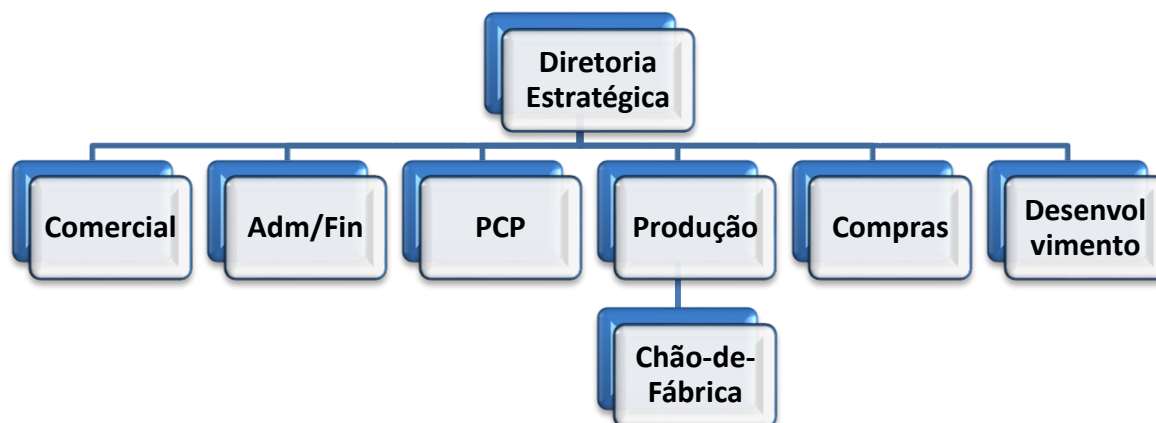 Diretoria
Estratégica
Comercial
Adm/Fin
PCP
Produção
Compras
Desenvol
vimento
Chão-de-
Fábrica